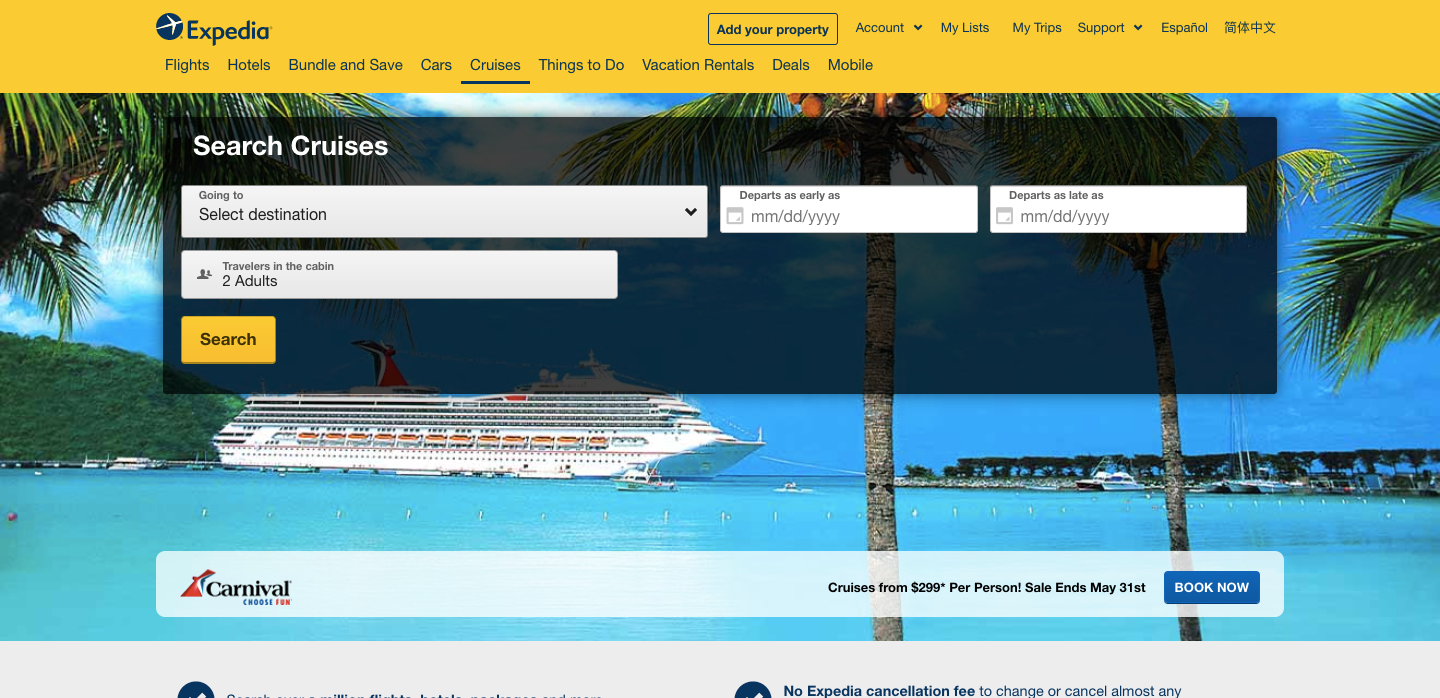 Expedia
Add your property
Account
My Lists
My Trips
Support
Español
简体中文
Flights
Hotels
Bundle and Save
Cars
Cruises
Things to Do
Vacation Rentals
Deals
Mobile
Search Cruises
Going to
Select destination
Departs as early as
mm/dd/yyyy
Departs as late as
mm/dd/yyyy
Travelers in the cabin
2 Adults
Search
Carnival
CHOOSE FUN
Cruises from $299* Per Person! Sale Ends May 31st
BOOK NOW
Search over a million flights, hotels, packages and more
No Expedia cancellation fee to change or cancel almost any